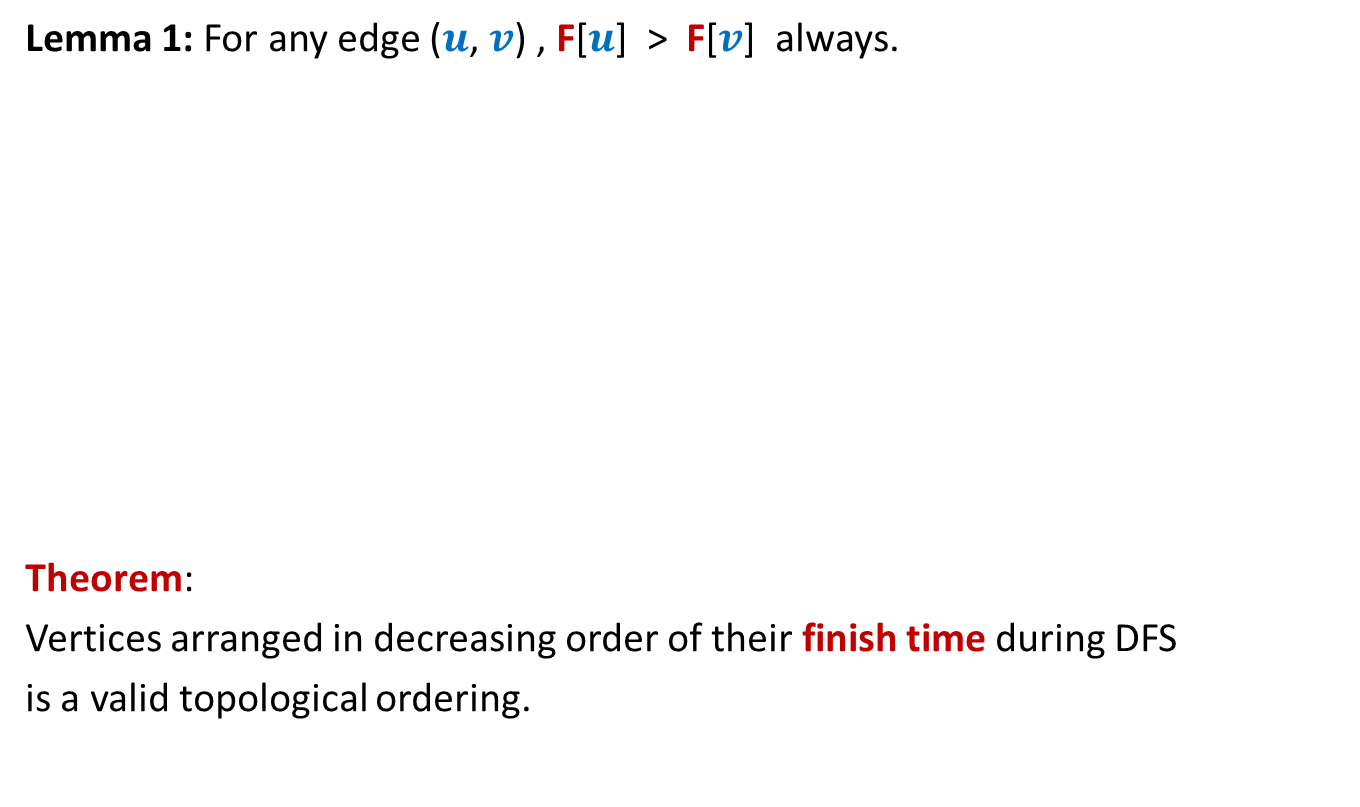 Lemma 1: For any edge (𝒖, 𝒗) , F[𝒖] > F[𝒗] always.
Theorem:
Vertices arranged in decreasing order of their finish time during DFS
is a valid topological ordering.